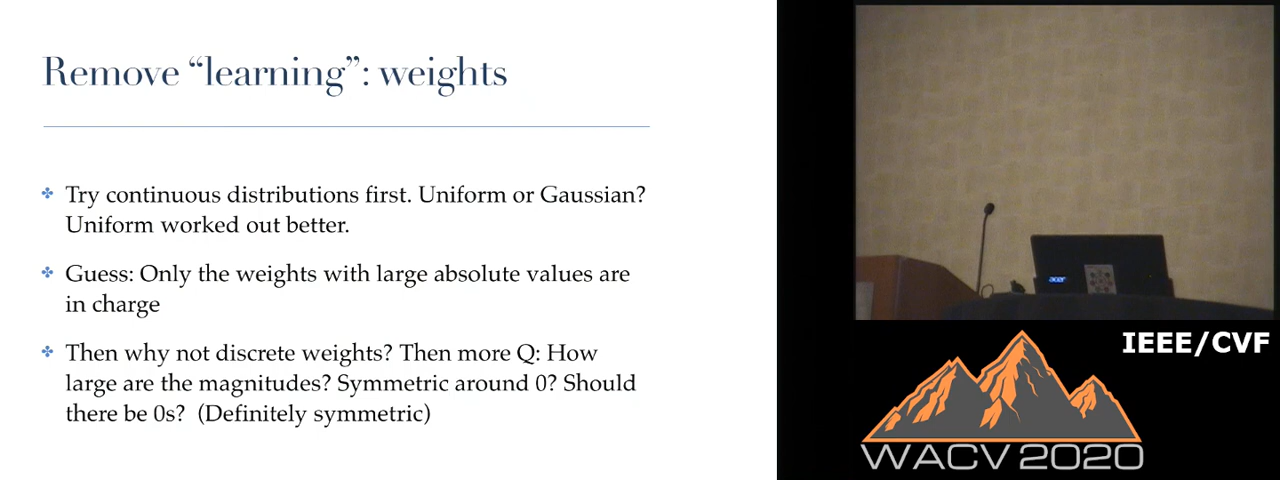 Remove “learning”: weights
Try continuous distributions first. Uniform or Gaussian?
Uniform worked out better.
Guess: Only the weights with large absolute values are
in charge
Then why not discrete weights? Then more Q: How
large are the magnitudes? Symmetric around 0? Should
there be 0s? (Definitely symmetric)
acer
IEEE/CVF
WACV 2020